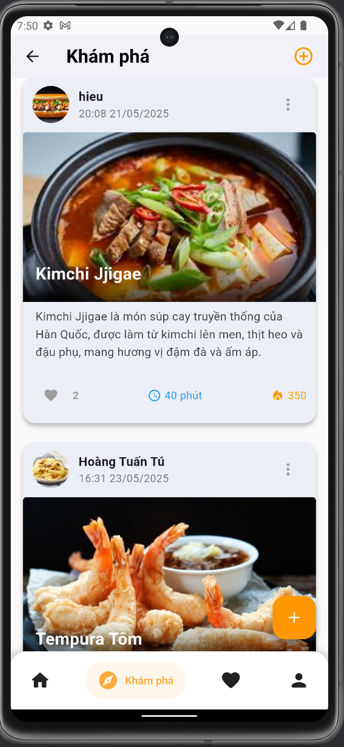 7:50
Khám phá
hieu
20:08 21/05/2025
Kimchi Jjigae
Kimchi Jjigae là món súp cay truyền thống của
Hàn Quốc, được làm từ kimchi lên men, thịt heo và
đậu phụ, mang hương vị đậm đà và ấm áp.
2
40 phút
350
Hoàng Tuấn Tú
16:31 23/05/2025
Tempura Tôm
Khám phá